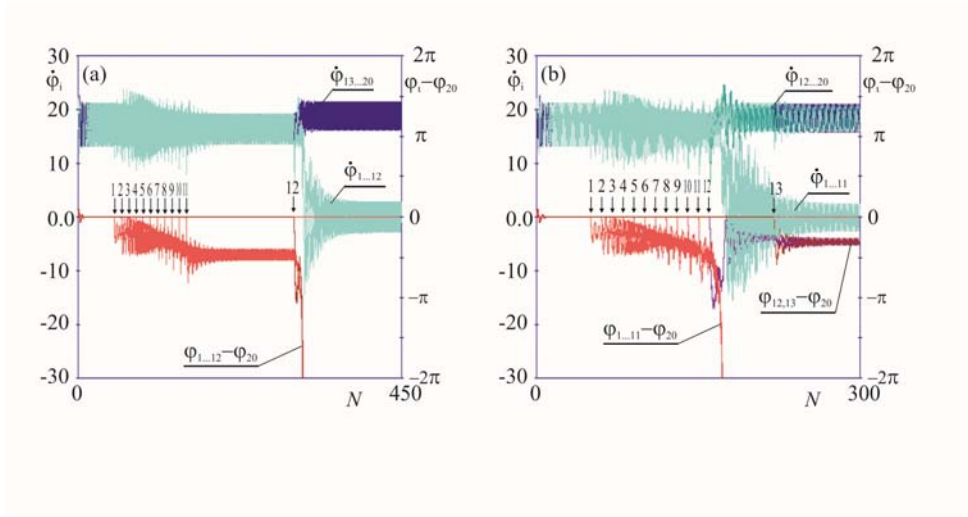 30
(a)
2π
φ̇ᵢ
φ̇₁₃...₂₀
φᵢ−φ₂₀
20
π
10
φ̇₁...₁₂
1 2 3 4 5 6 7 8 9 10 11
12
0.0
0
-10
−π
-20
φ₁...₁₂−φ₂₀
-30
−2π
0
N
450
30
(b)
2π
φ̇ᵢ
φ̇₁₂...₂₀
φᵢ−φ₂₀
20
π
10
1 2 3 4 5 6 7 8 9 10 11 12
13
φ̇₁...₁₁
0.0
0
-10
−π
φ₁₂,₁₃−φ₂₀
φ₁...₁₁−φ₂₀
-20
-30
−2π
0
N
300